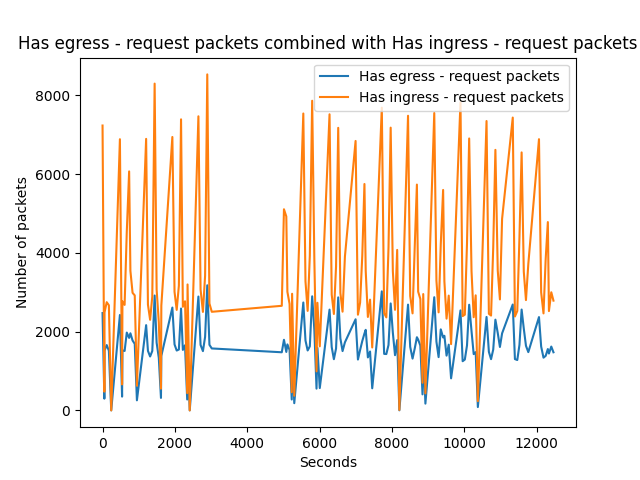 Has egress - request packets combined with Has ingress - request packets
Has egress - request packets
Has ingress - request packets
Number of packets
8000
6000
4000
2000
0
0 2000 4000 6000 8000 10000 12000
Seconds